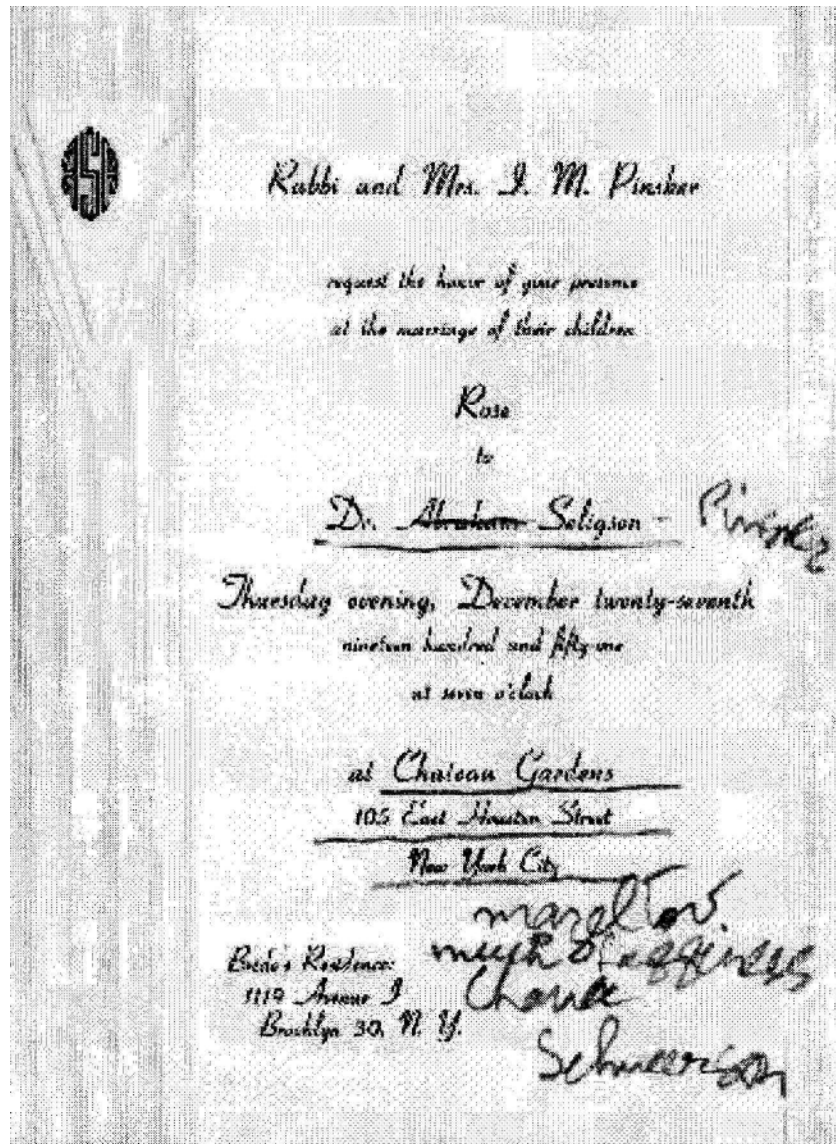 Rabbi and Mrs. I. M. Pinsker
request the honor of your presence
at the marriage of their children
Rose
to
Dr. Abraham Seligson - Pinsker
Thursday evening, December twenty-seventh
nineteen hundred and fifty-one
at seven o'clock
at Chateau Gardens
105 East Houston Street
New York City
mazel tov
much Happiness
Bride's Residence:
1119 Avenue I
Brooklyn 30, N. Y.
Schneerson